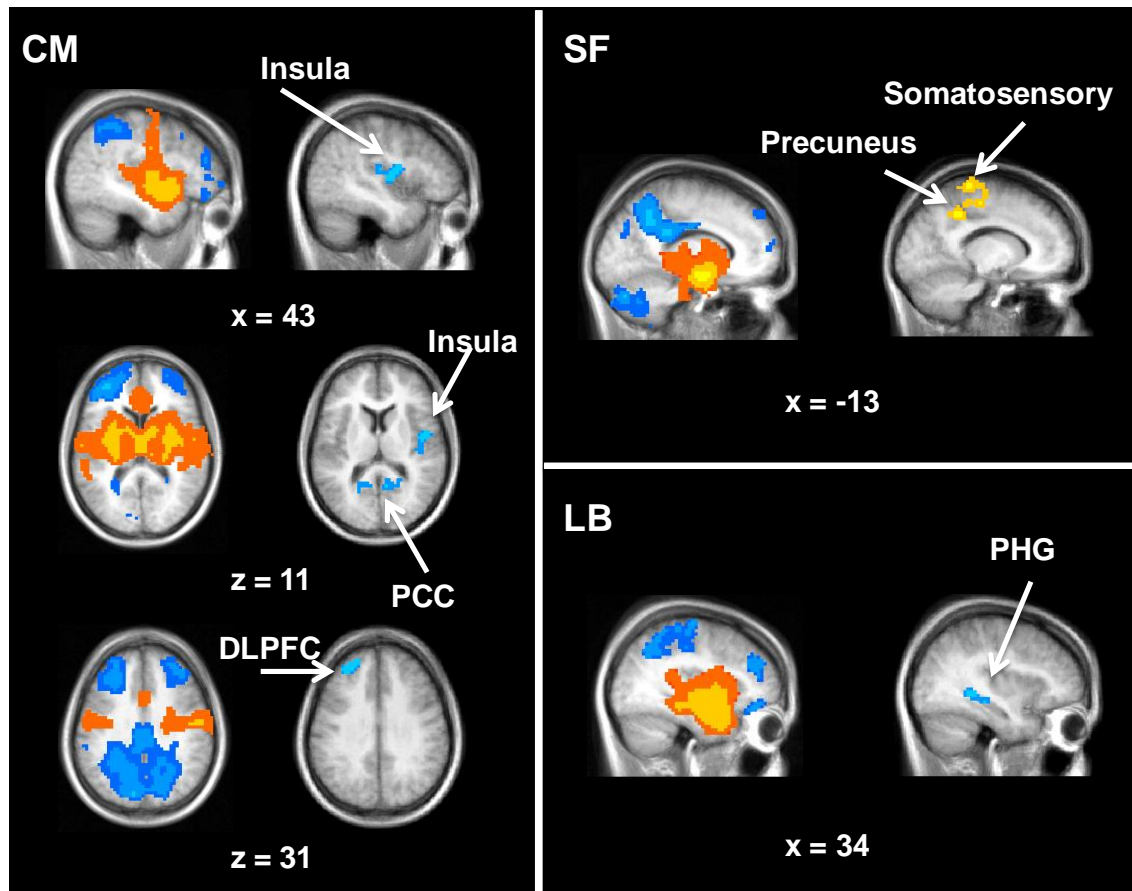 CM
Insula
x = 43
Insula
z = 11
PCC
DLPFC
z = 31
SF
Somatosensory
Precuneus
x = -13
LB
PHG
x = 34